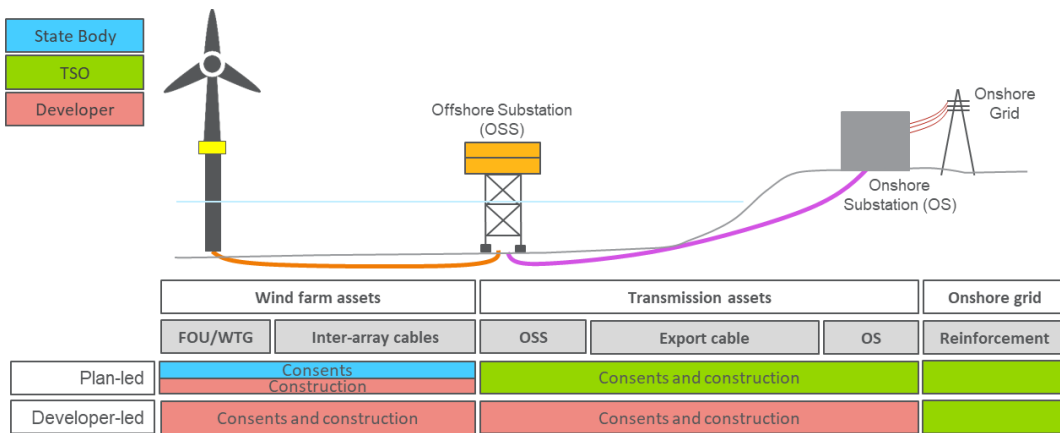 State Body
TSO
Developer
Offshore Substation
(OSS)
Onshore
Grid
Onshore
Substation (OS)
Wind farm assets
Transmission assets
Onshore grid
FOU/WTG
Inter-array cables
OSS
Export cable
OS
Reinforcement
Plan-led
Consents
Construction
Consents and construction
Developer-led
Consents and construction
Consents and construction